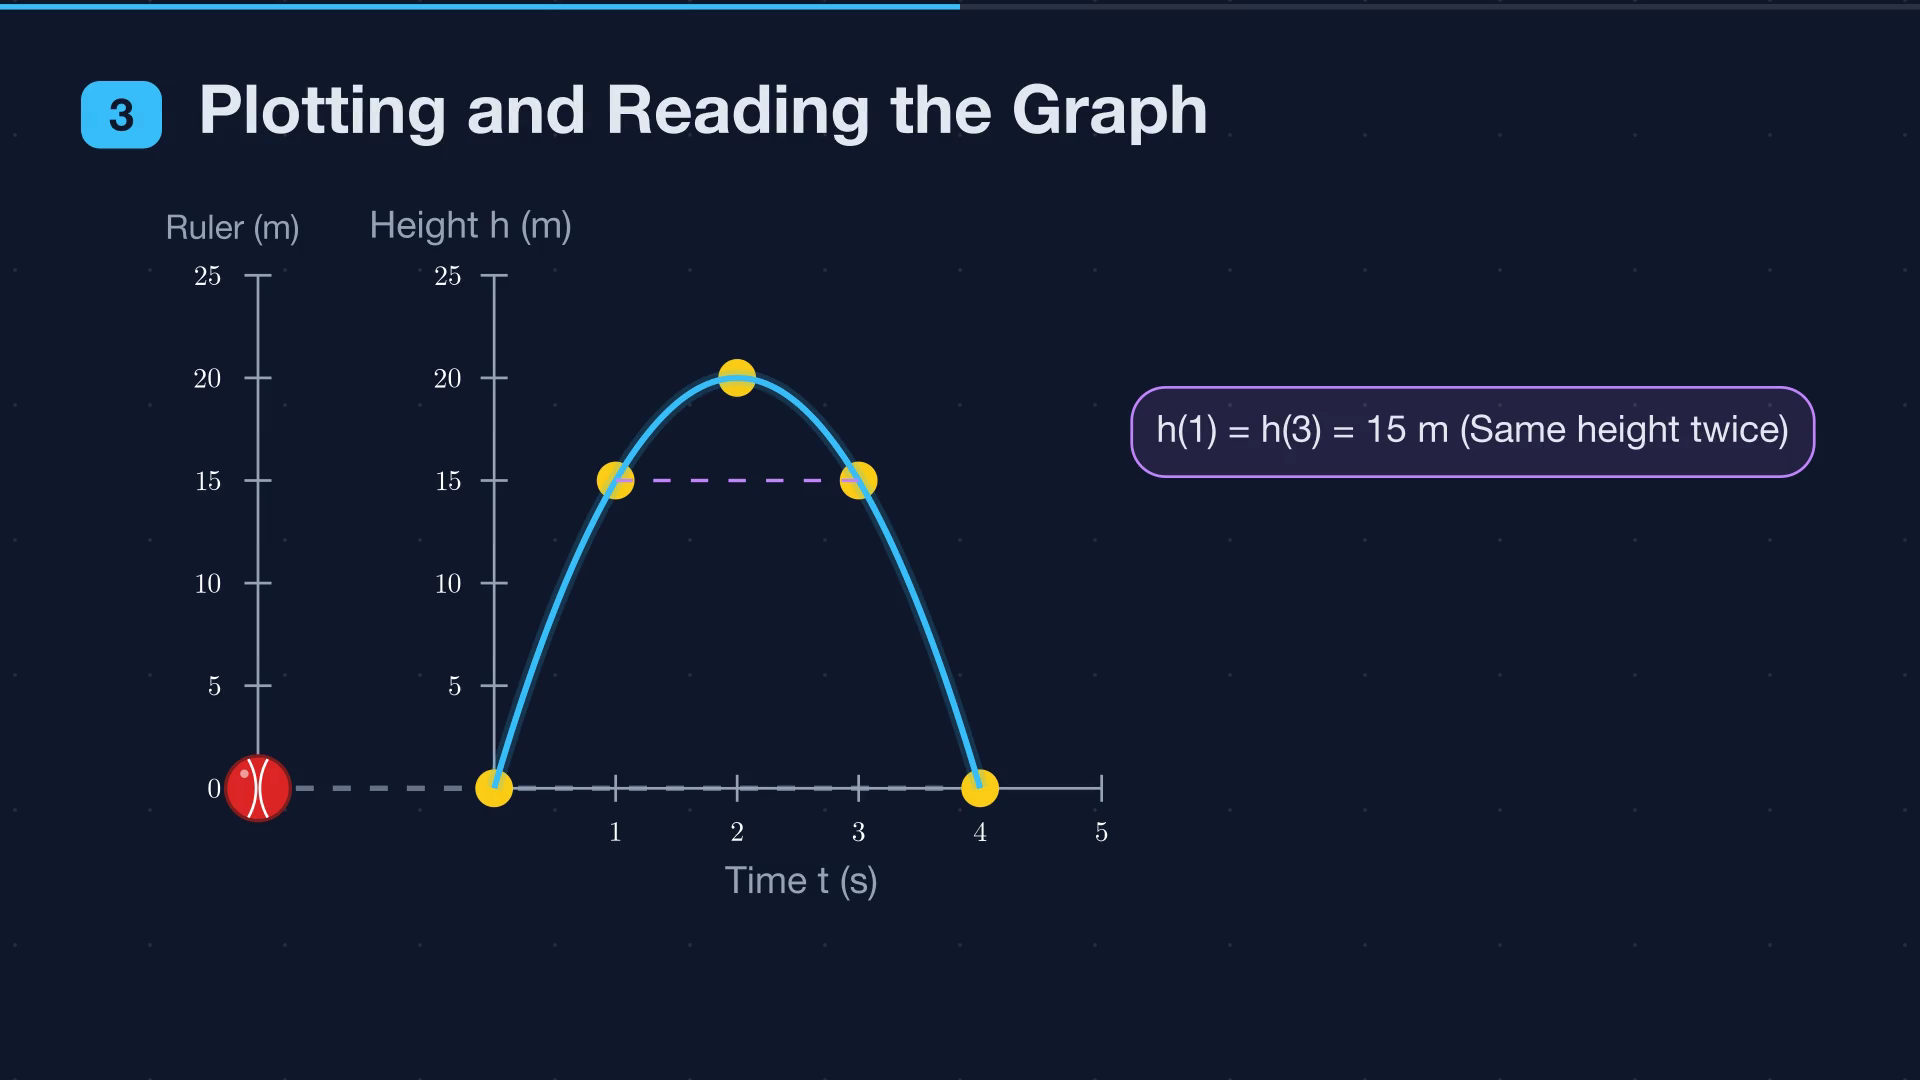 3 Plotting and Reading the Graph
Ruler (m)
Height h (m)
25
20
15
10
5
0
25
20
15
10
5
h(1) = h(3) = 15 m (Same height twice)
1 2 3 4 5
Time t (s)